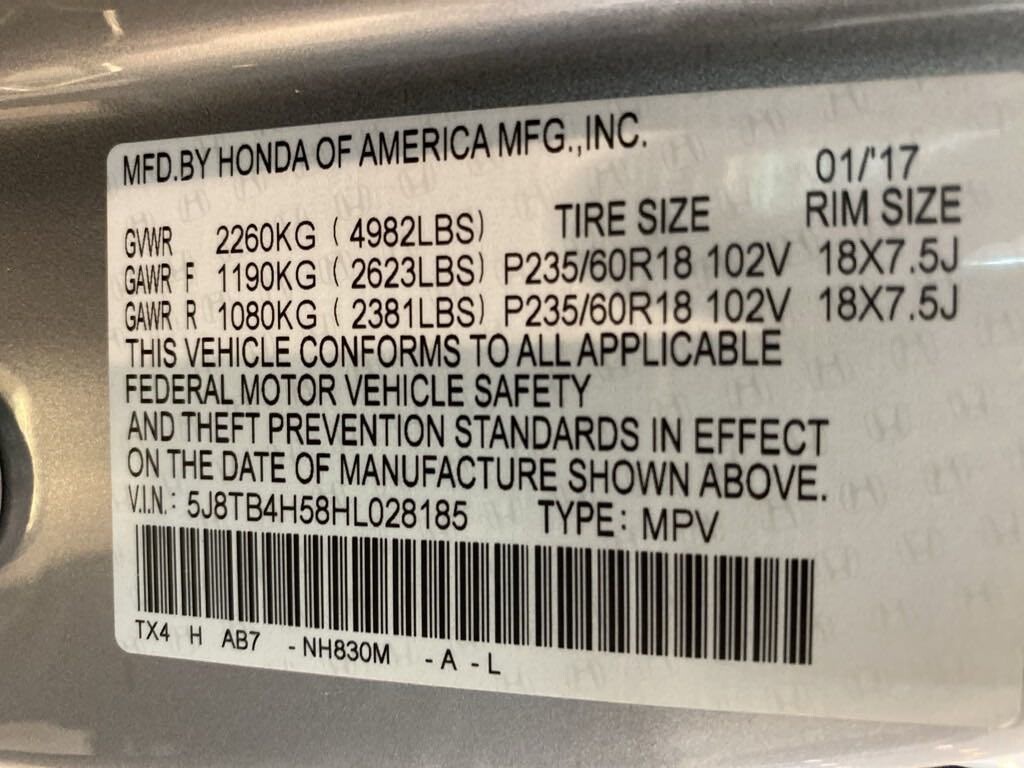 MFD.BY HONDA OF AMERICA MFG.,INC.
01/'17
GVWR 2260KG ( 4982LBS) TIRE SIZE RIM SIZE
GAWR F 1190KG ( 2623LBS) P235/60R18 102V 18X7.5J
GAWR R 1080KG ( 2381LBS) P235/60R18 102V 18X7.5J
THIS VEHICLE CONFORMS TO ALL APPLICABLE
FEDERAL MOTOR VEHICLE SAFETY
AND THEFT PREVENTION STANDARDS IN EFFECT
ON THE DATE OF MANUFACTURE SHOWN ABOVE.
V.I.N.: 5J8TB4H58HL028185 TYPE: MPV
TX4 H AB7 -NH830M -A -L